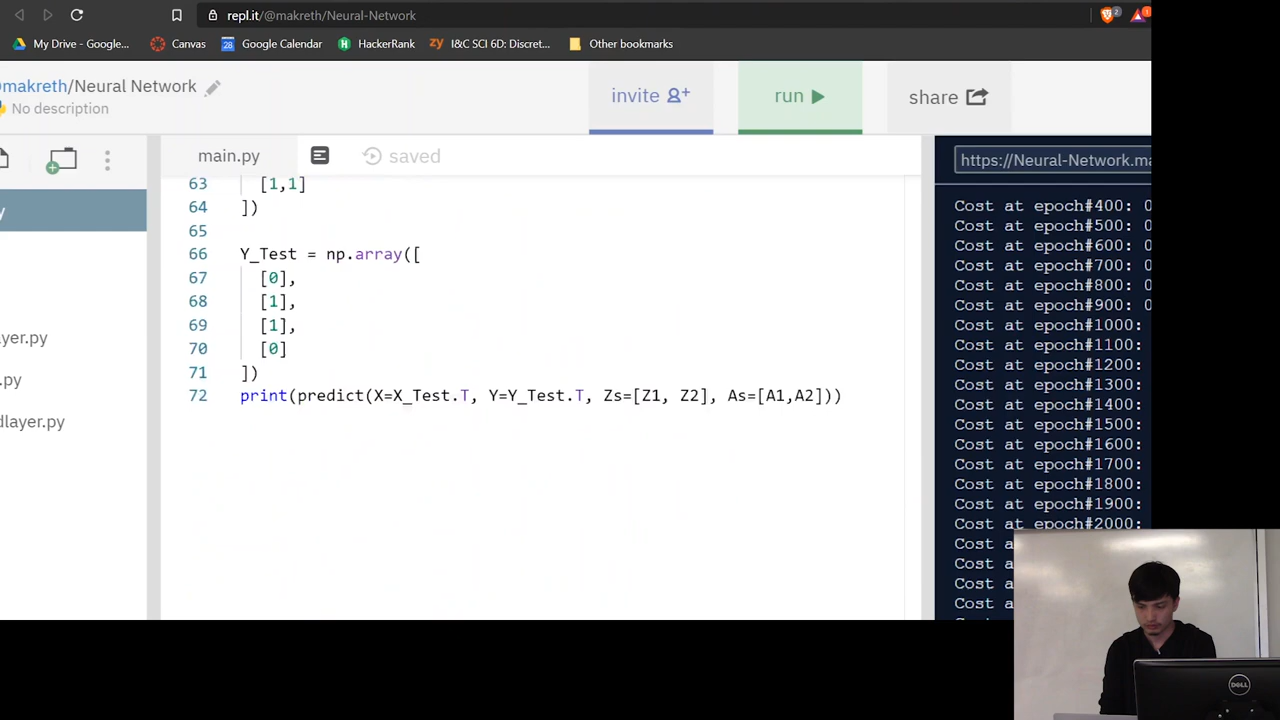 repl.it/@makreth/Neural-Network
2
1
My Drive - Google...
Canvas
28
Google Calendar
HackerRank
zy
I&C SCI 6D: Discret...
Other bookmarks
makreth/Neural Network
No description
invite
run
share
main.py
saved
https://Neural-Network.ma
yer.py
.py
dlayer.py
63 [1,1]
64 ])
65
66 Y_Test = np.array([
67 [0],
68 [1],
69 [1],
70 [0]
71 ])
72 print(predict(X=X_Test.T, Y=Y_Test.T, Zs=[Z1, Z2], As=[A1,A2]))
Cost at epoch#400: 0
Cost at epoch#500: 0
Cost at epoch#600: 0
Cost at epoch#700: 0
Cost at epoch#800: 0
Cost at epoch#900: 0
Cost at epoch#1000:
Cost at epoch#1100:
Cost at epoch#1200:
Cost at epoch#1300:
Cost at epoch#1400:
Cost at epoch#1500:
Cost at epoch#1600:
Cost at epoch#1700:
Cost at epoch#1800:
Cost at epoch#1900:
Cost at epoch#2000:
Cost a
Cost a
Cost a
Cost a
DELL